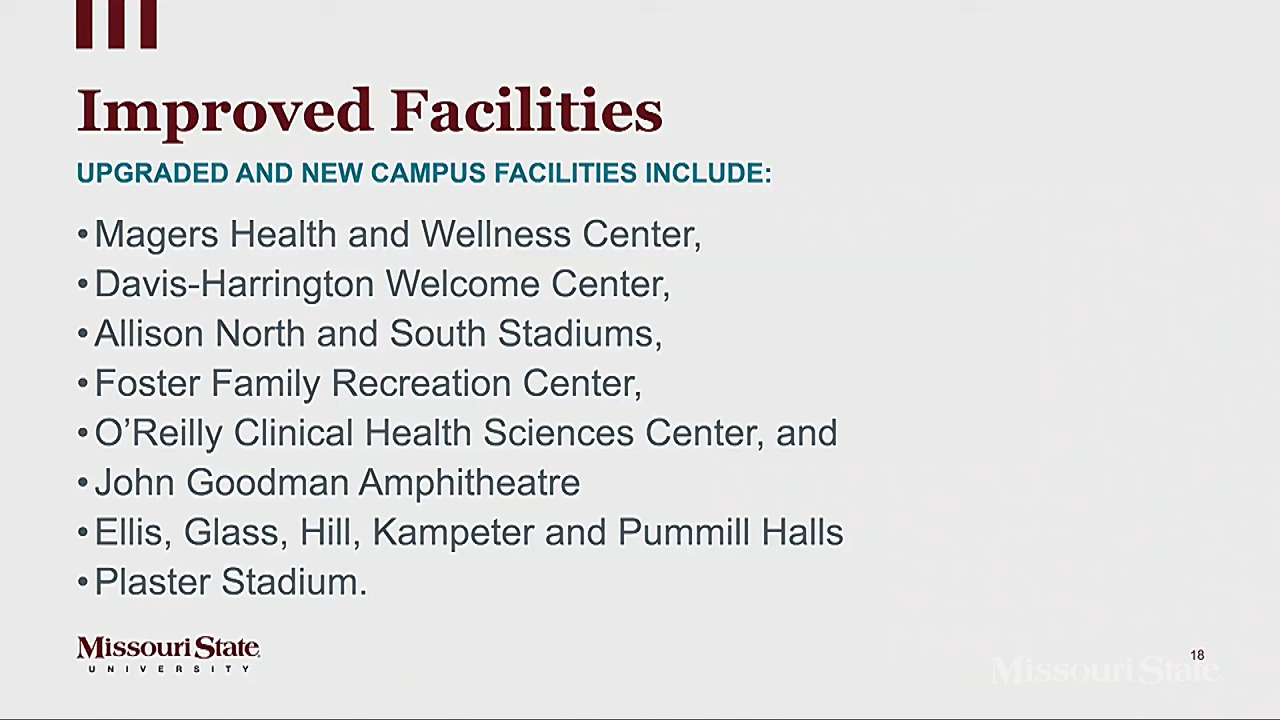 Improved Facilities
UPGRADED AND NEW CAMPUS FACILITIES INCLUDE:
• Magers Health and Wellness Center,
• Davis-Harrington Welcome Center,
• Allison North and South Stadiums,
• Foster Family Recreation Center,
• O’Reilly Clinical Health Sciences Center, and
• John Goodman Amphitheatre
• Ellis, Glass, Hill, Kampeter and Pummill Halls
• Plaster Stadium.
Missouri State
UNIVERSITY
18
Missouri State